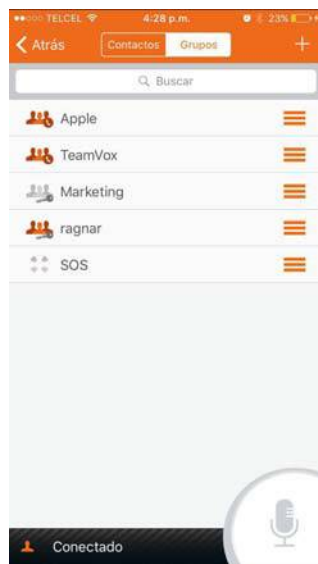 TELCEL 4:28 p.m. 23%
Atrás Contactos Grupos
Buscar
Apple
TeamVox
Marketing
ragnar
SOS
Conectado